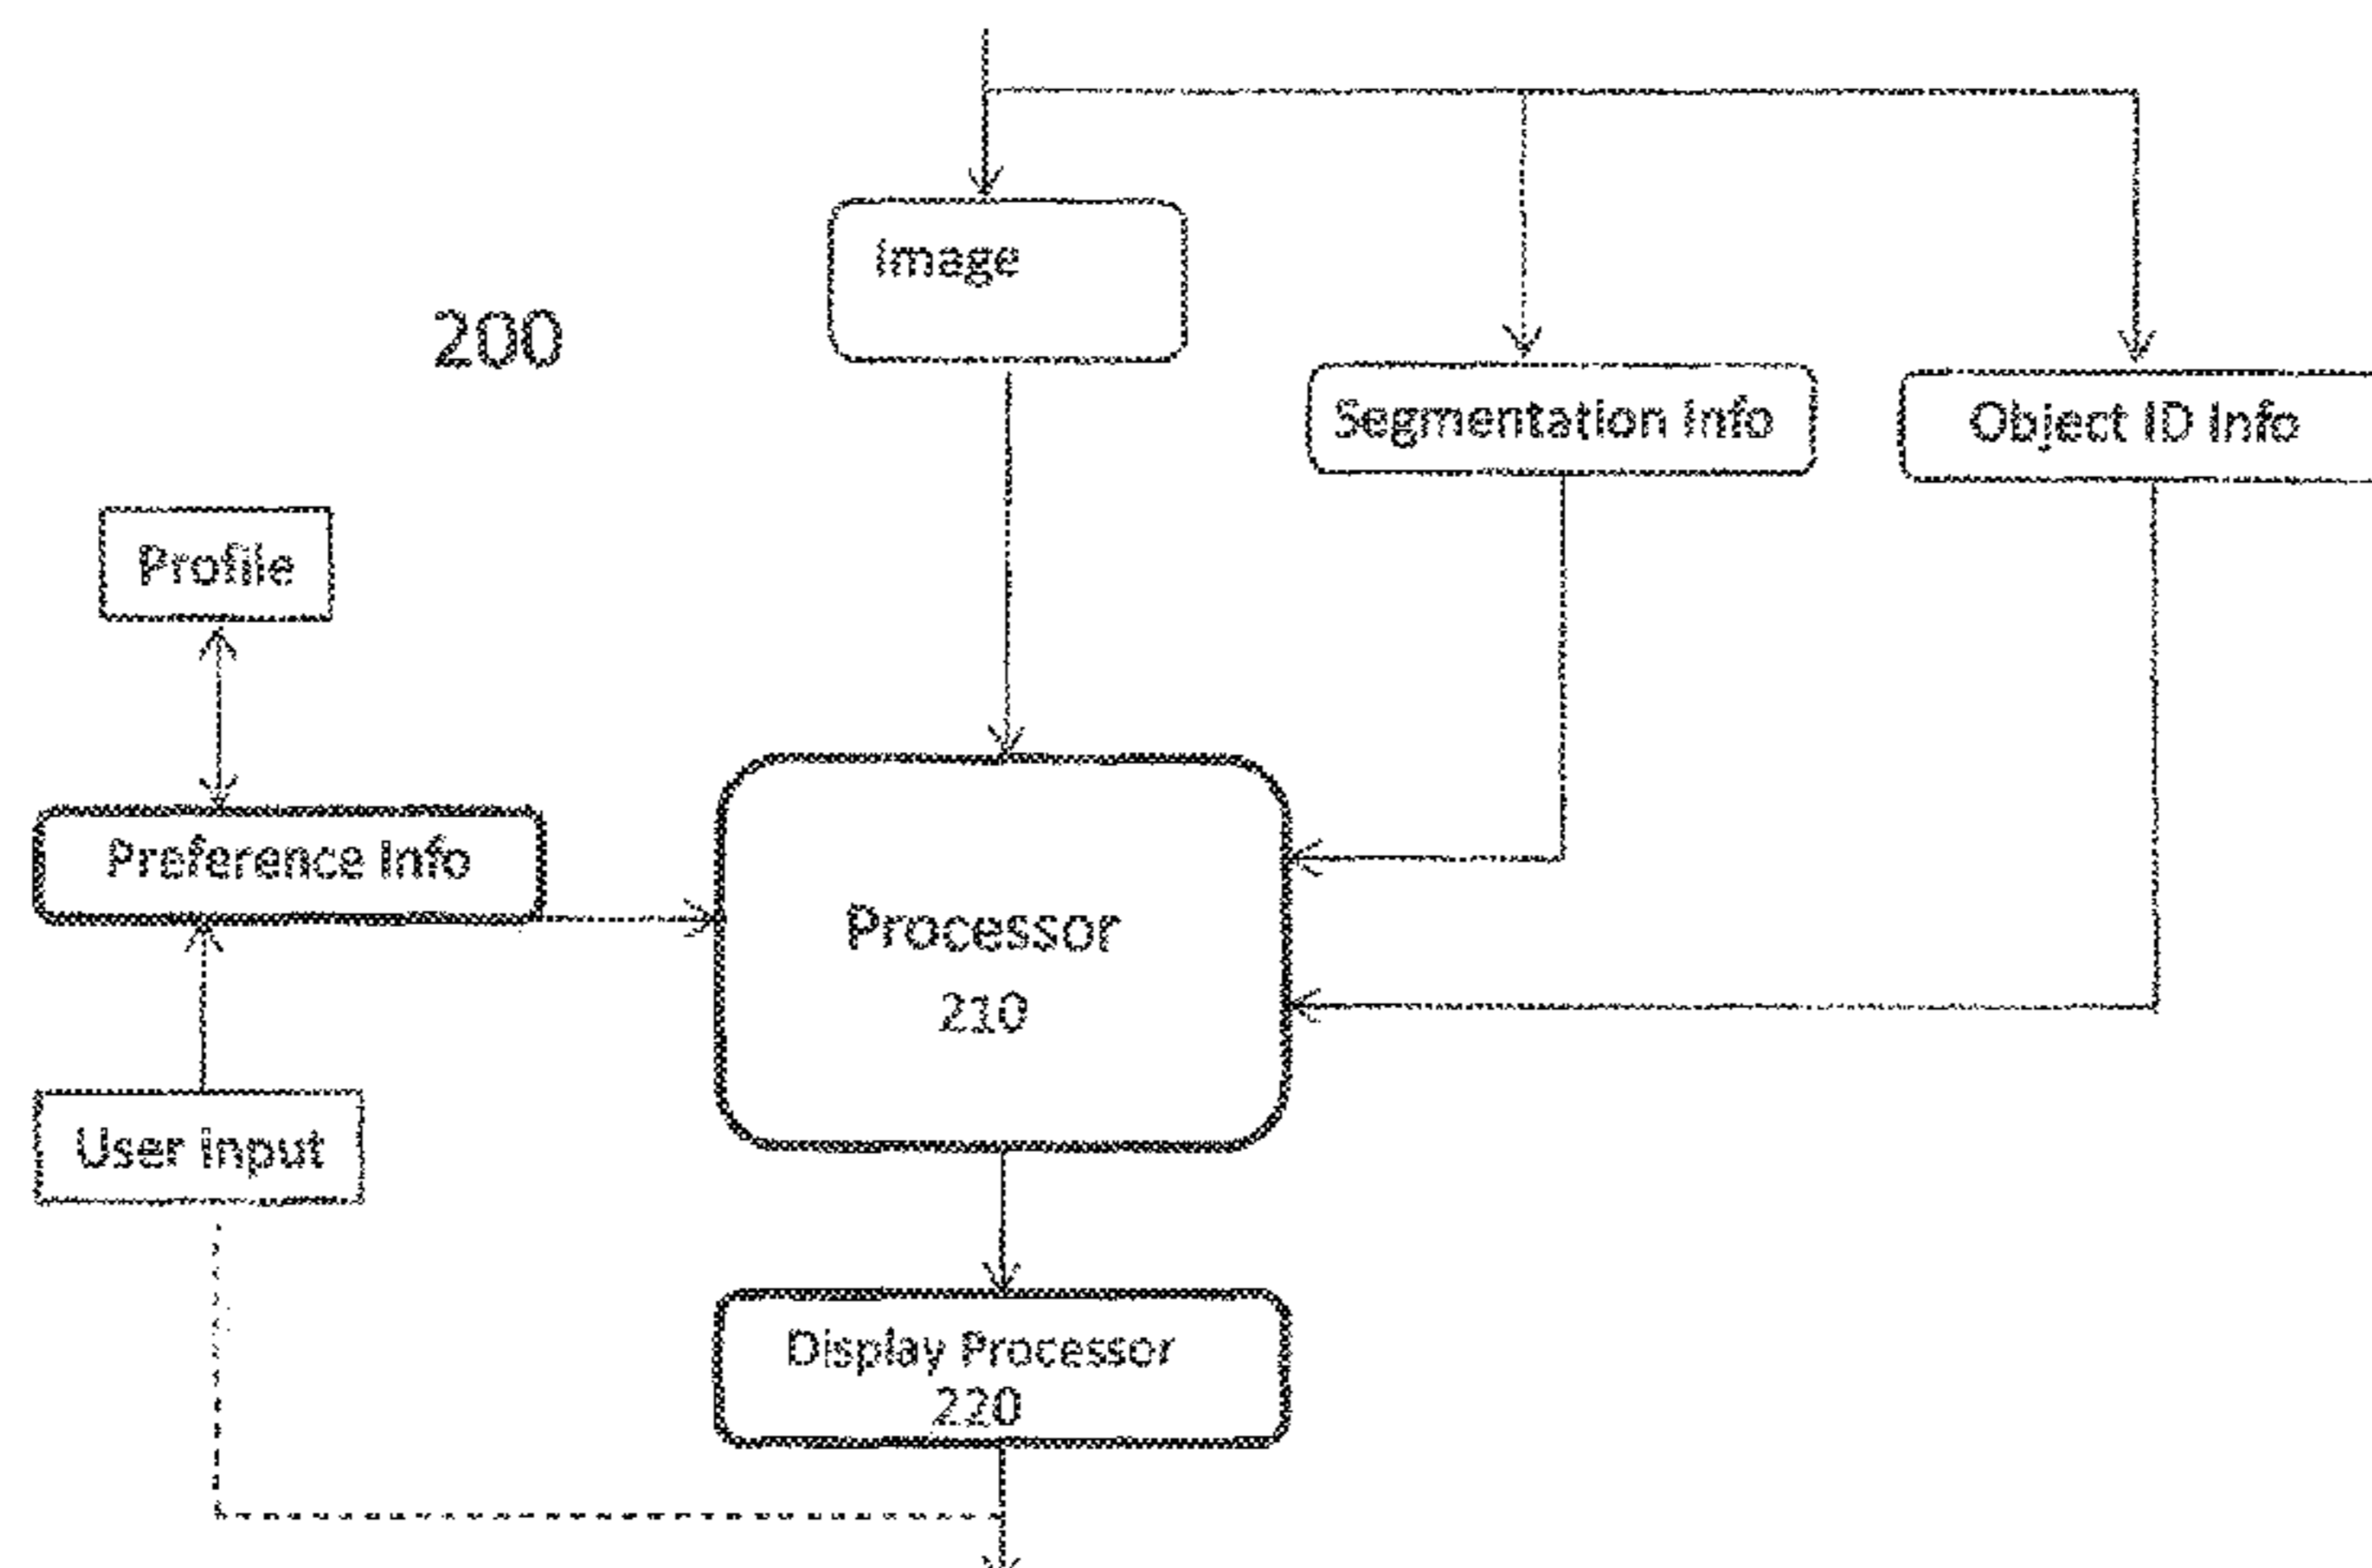 Image
200
Segmentation Info
Object ID Info
Profile
Preference Info
Processor
210
User input
Display Processor
220